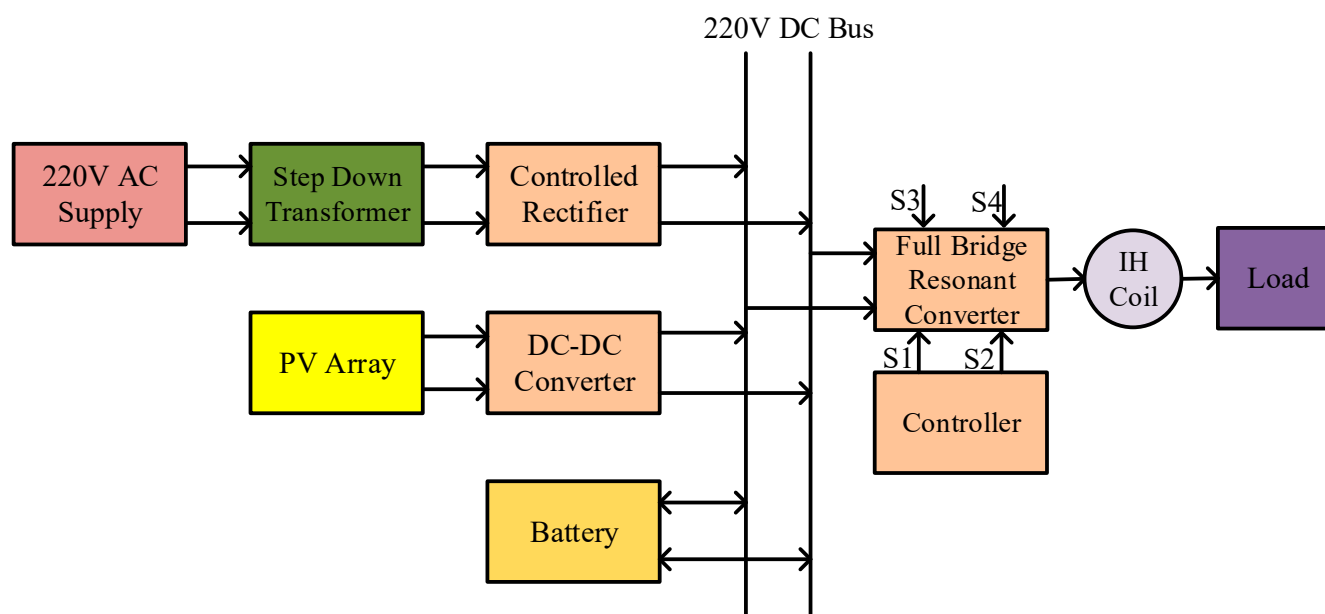 220V DC Bus
220V AC
Supply
Step Down
Transformer
Controlled
Rectifier
S3
S4
Full Bridge
Resonant
Converter
IH
Coil
Load
PV Array
DC-DC
Converter
S1
S2
Controller
Battery